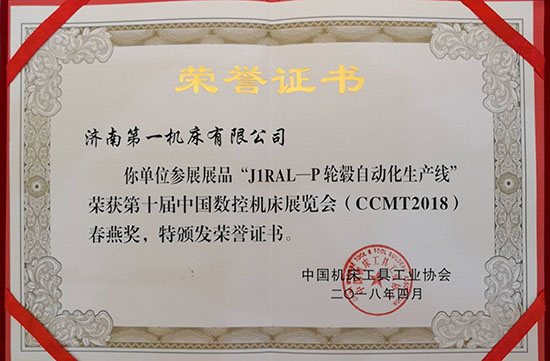 荣誉证书
济南第一机床有限公司
你单位参展展品“J1RAL—P轮毂自动化生产线”
荣获第十届中国数控机床展览会（CCMT2018）
春燕奖，特颁发荣誉证书。
中国机床工具工业协会
二〇一八年四月